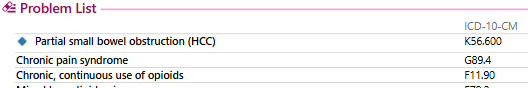 Problem List
ICD-10-CM
Partial small bowel obstruction (HCC) K56.600
Chronic pain syndrome G89.4
Chronic, continuous use of opioids F11.90